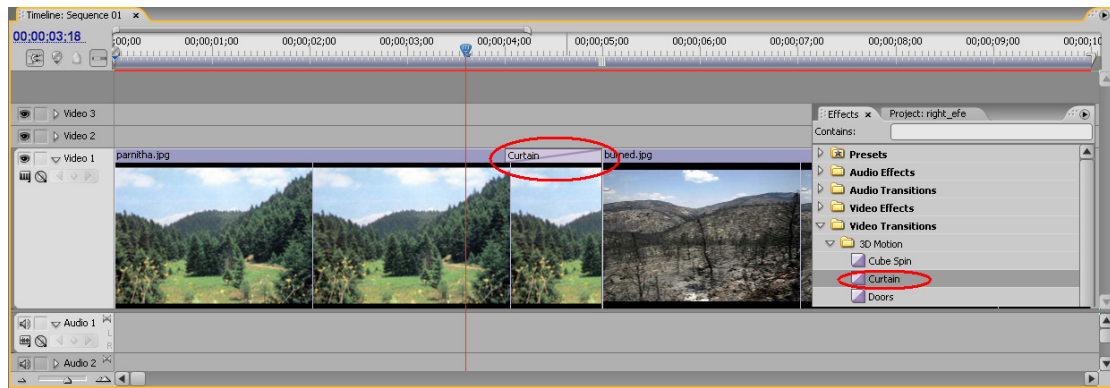 Timeline: Sequence 01 x
00;00;03;18
;00;00 00;00;01;00 00;00;02;00 00;00;03;00 00;00;04;00 00;00;05;00 00;00;06;00 00;00;07;00 00;00;08;00 00;00;09;00 00;00;10
Video 3
Video 2
Video 1
parnitha.jpg
Curtain
burned.jpg
Audio 1
L
R
Audio 2
Effects x Project: right_efe
Contains:
Presets
Audio Effects
Audio Transitions
Video Effects
Video Transitions
3D Motion
Cube Spin
Curtain
Doors